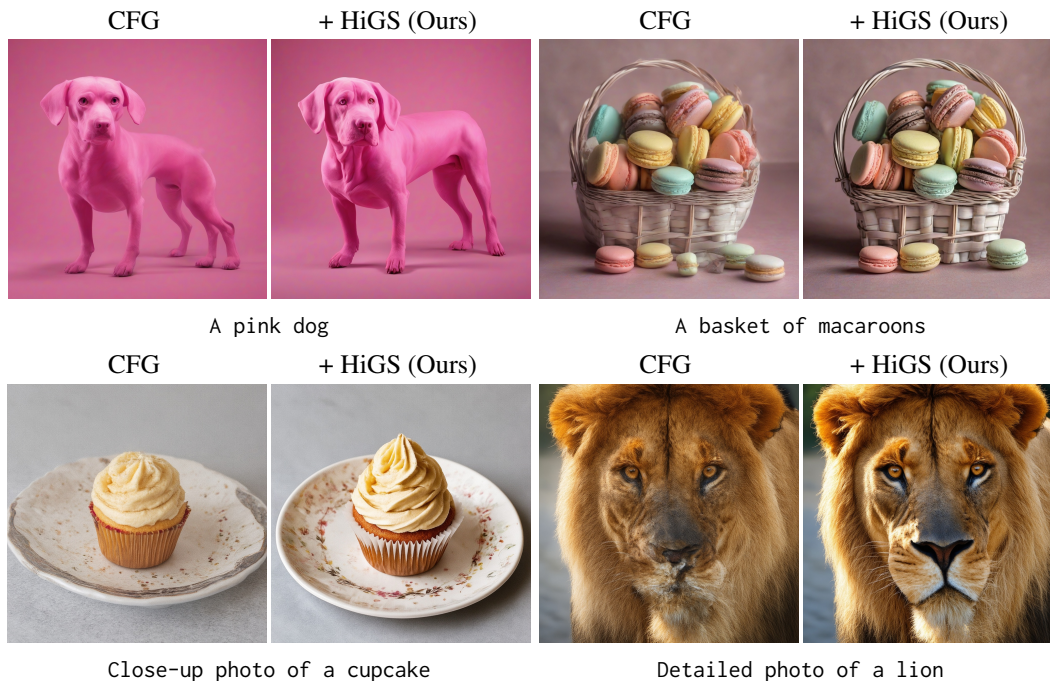 CFG
+ HiGS (Ours)
CFG
+ HiGS (Ours)
A pink dog
A basket of macaroons
CFG
+ HiGS (Ours)
CFG
+ HiGS (Ours)
Close-up photo of a cupcake
Detailed photo of a lion